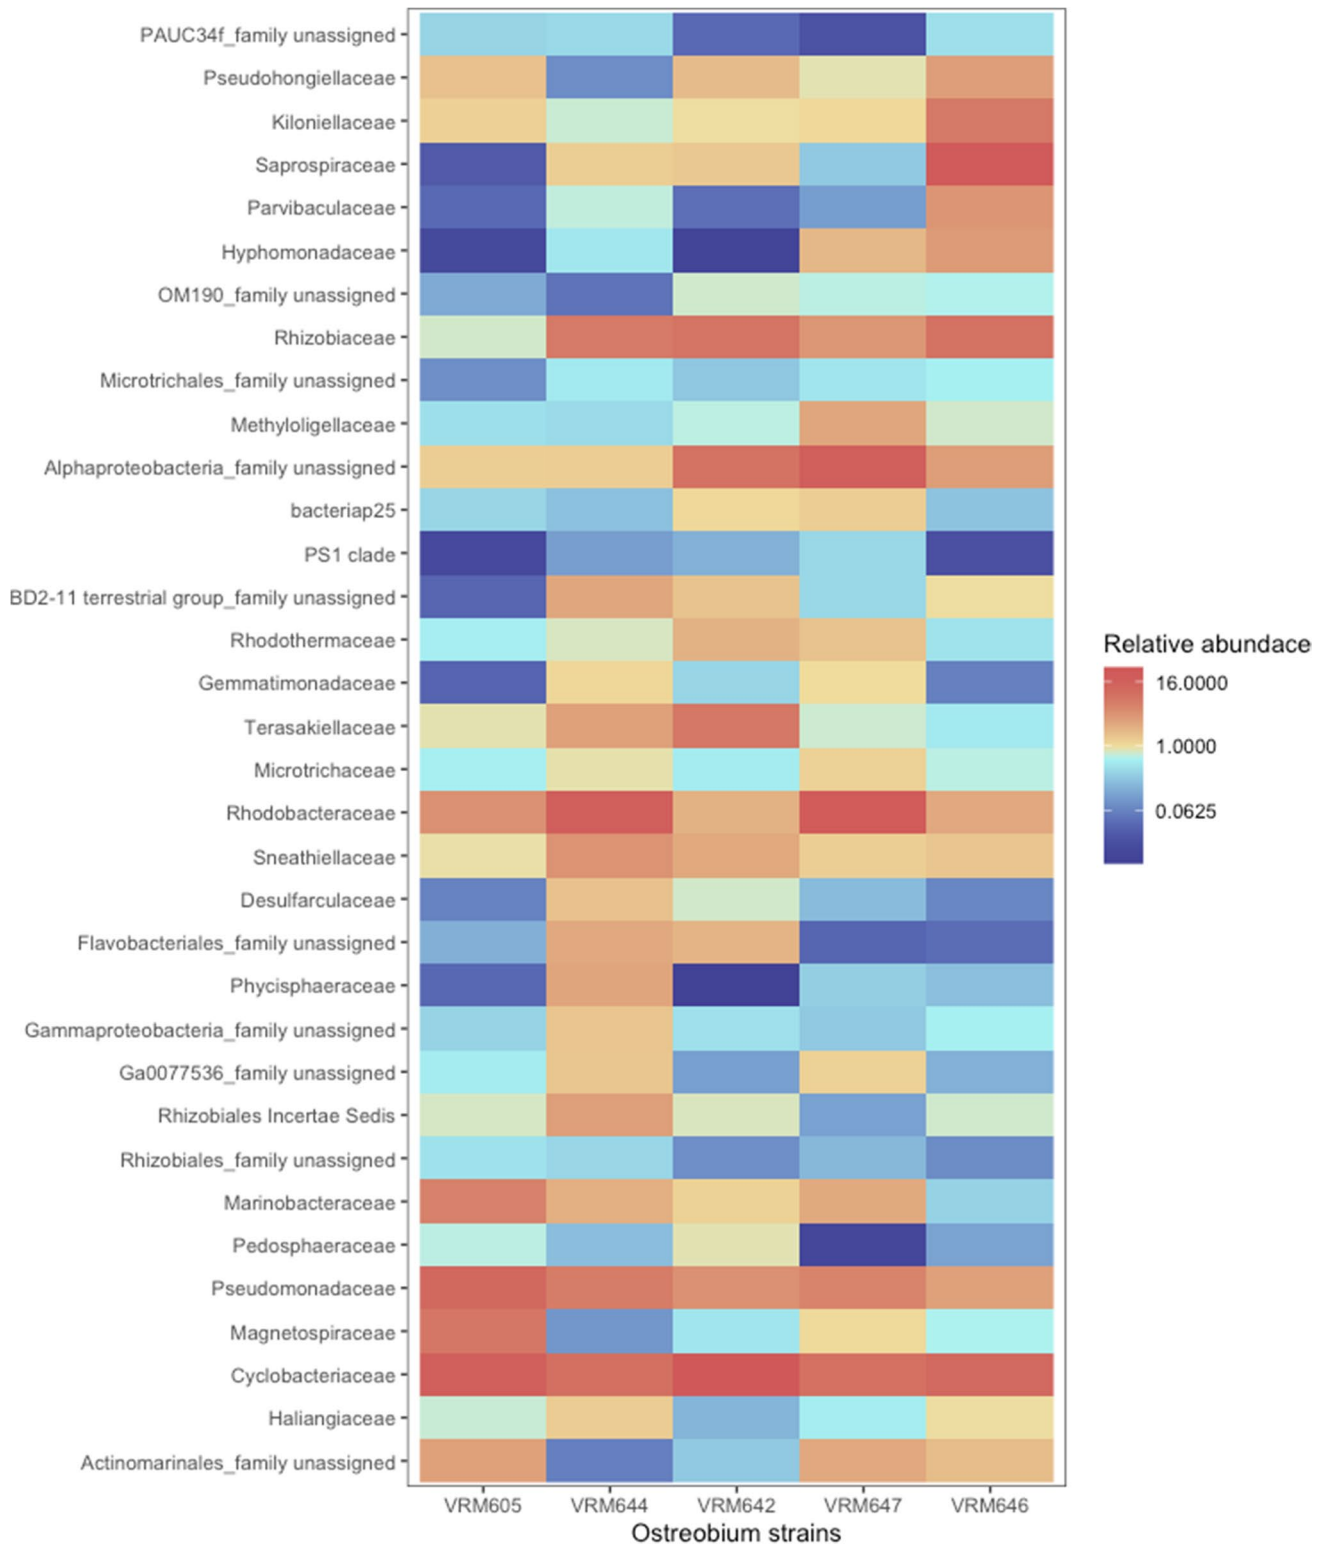 PAUC34f_family unassigned
Pseudohongiellaceae
Kiloniellaceae
Saprospiraceae
Parvibaculaceae
Hyphomonadaceae
OM190_family unassigned
Rhizobiaceae
Microtrichales_family unassigned
Methyloligellaceae
Alphaproteobacteria_family unassigned
bacteriap25
PS1 clade
BD2-11 terrestrial group_family unassigned
Rhodothermaceae
Gemmatimonadaceae
Terasakiellaceae
Microtrichaceae
Rhodobacteraceae
Sneathiellaceae
Desulfarculaceae
Flavobacteriales_family unassigned
Phycisphaeraceae
Gammaproteobacteria_family unassigned
Ga0077536_family unassigned
Rhizobiales Incertae Sedis
Rhizobiales_family unassigned
Marinobacteraceae
Pedosphaeraceae
Pseudomonadaceae
Magnetospiraceae
Cyclobacteriaceae
Haliangiaceae
Actinomarinales_family unassigned
VRM605 VRM644 VRM642 VRM647 VRM646
Ostreobium strains
Relative abundace
16.0000
1.0000
0.0625